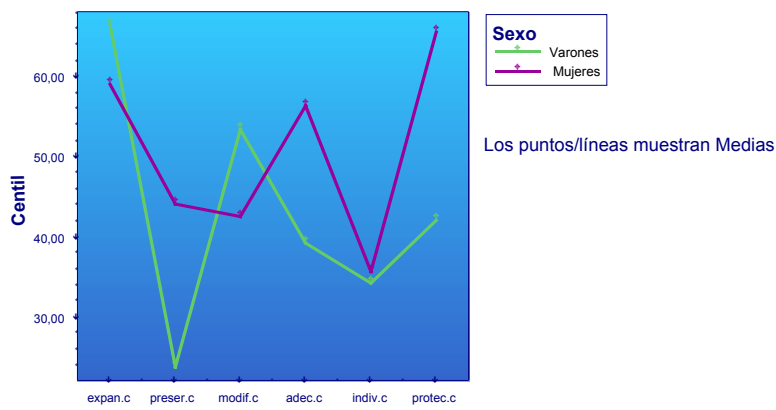 Sexo
Varones
Mujeres
Los puntos/líneas muestran Medias
Centil
60,00
50,00
40,00
30,00
expan.c preser.c modif.c adec.c indiv.c protec.c